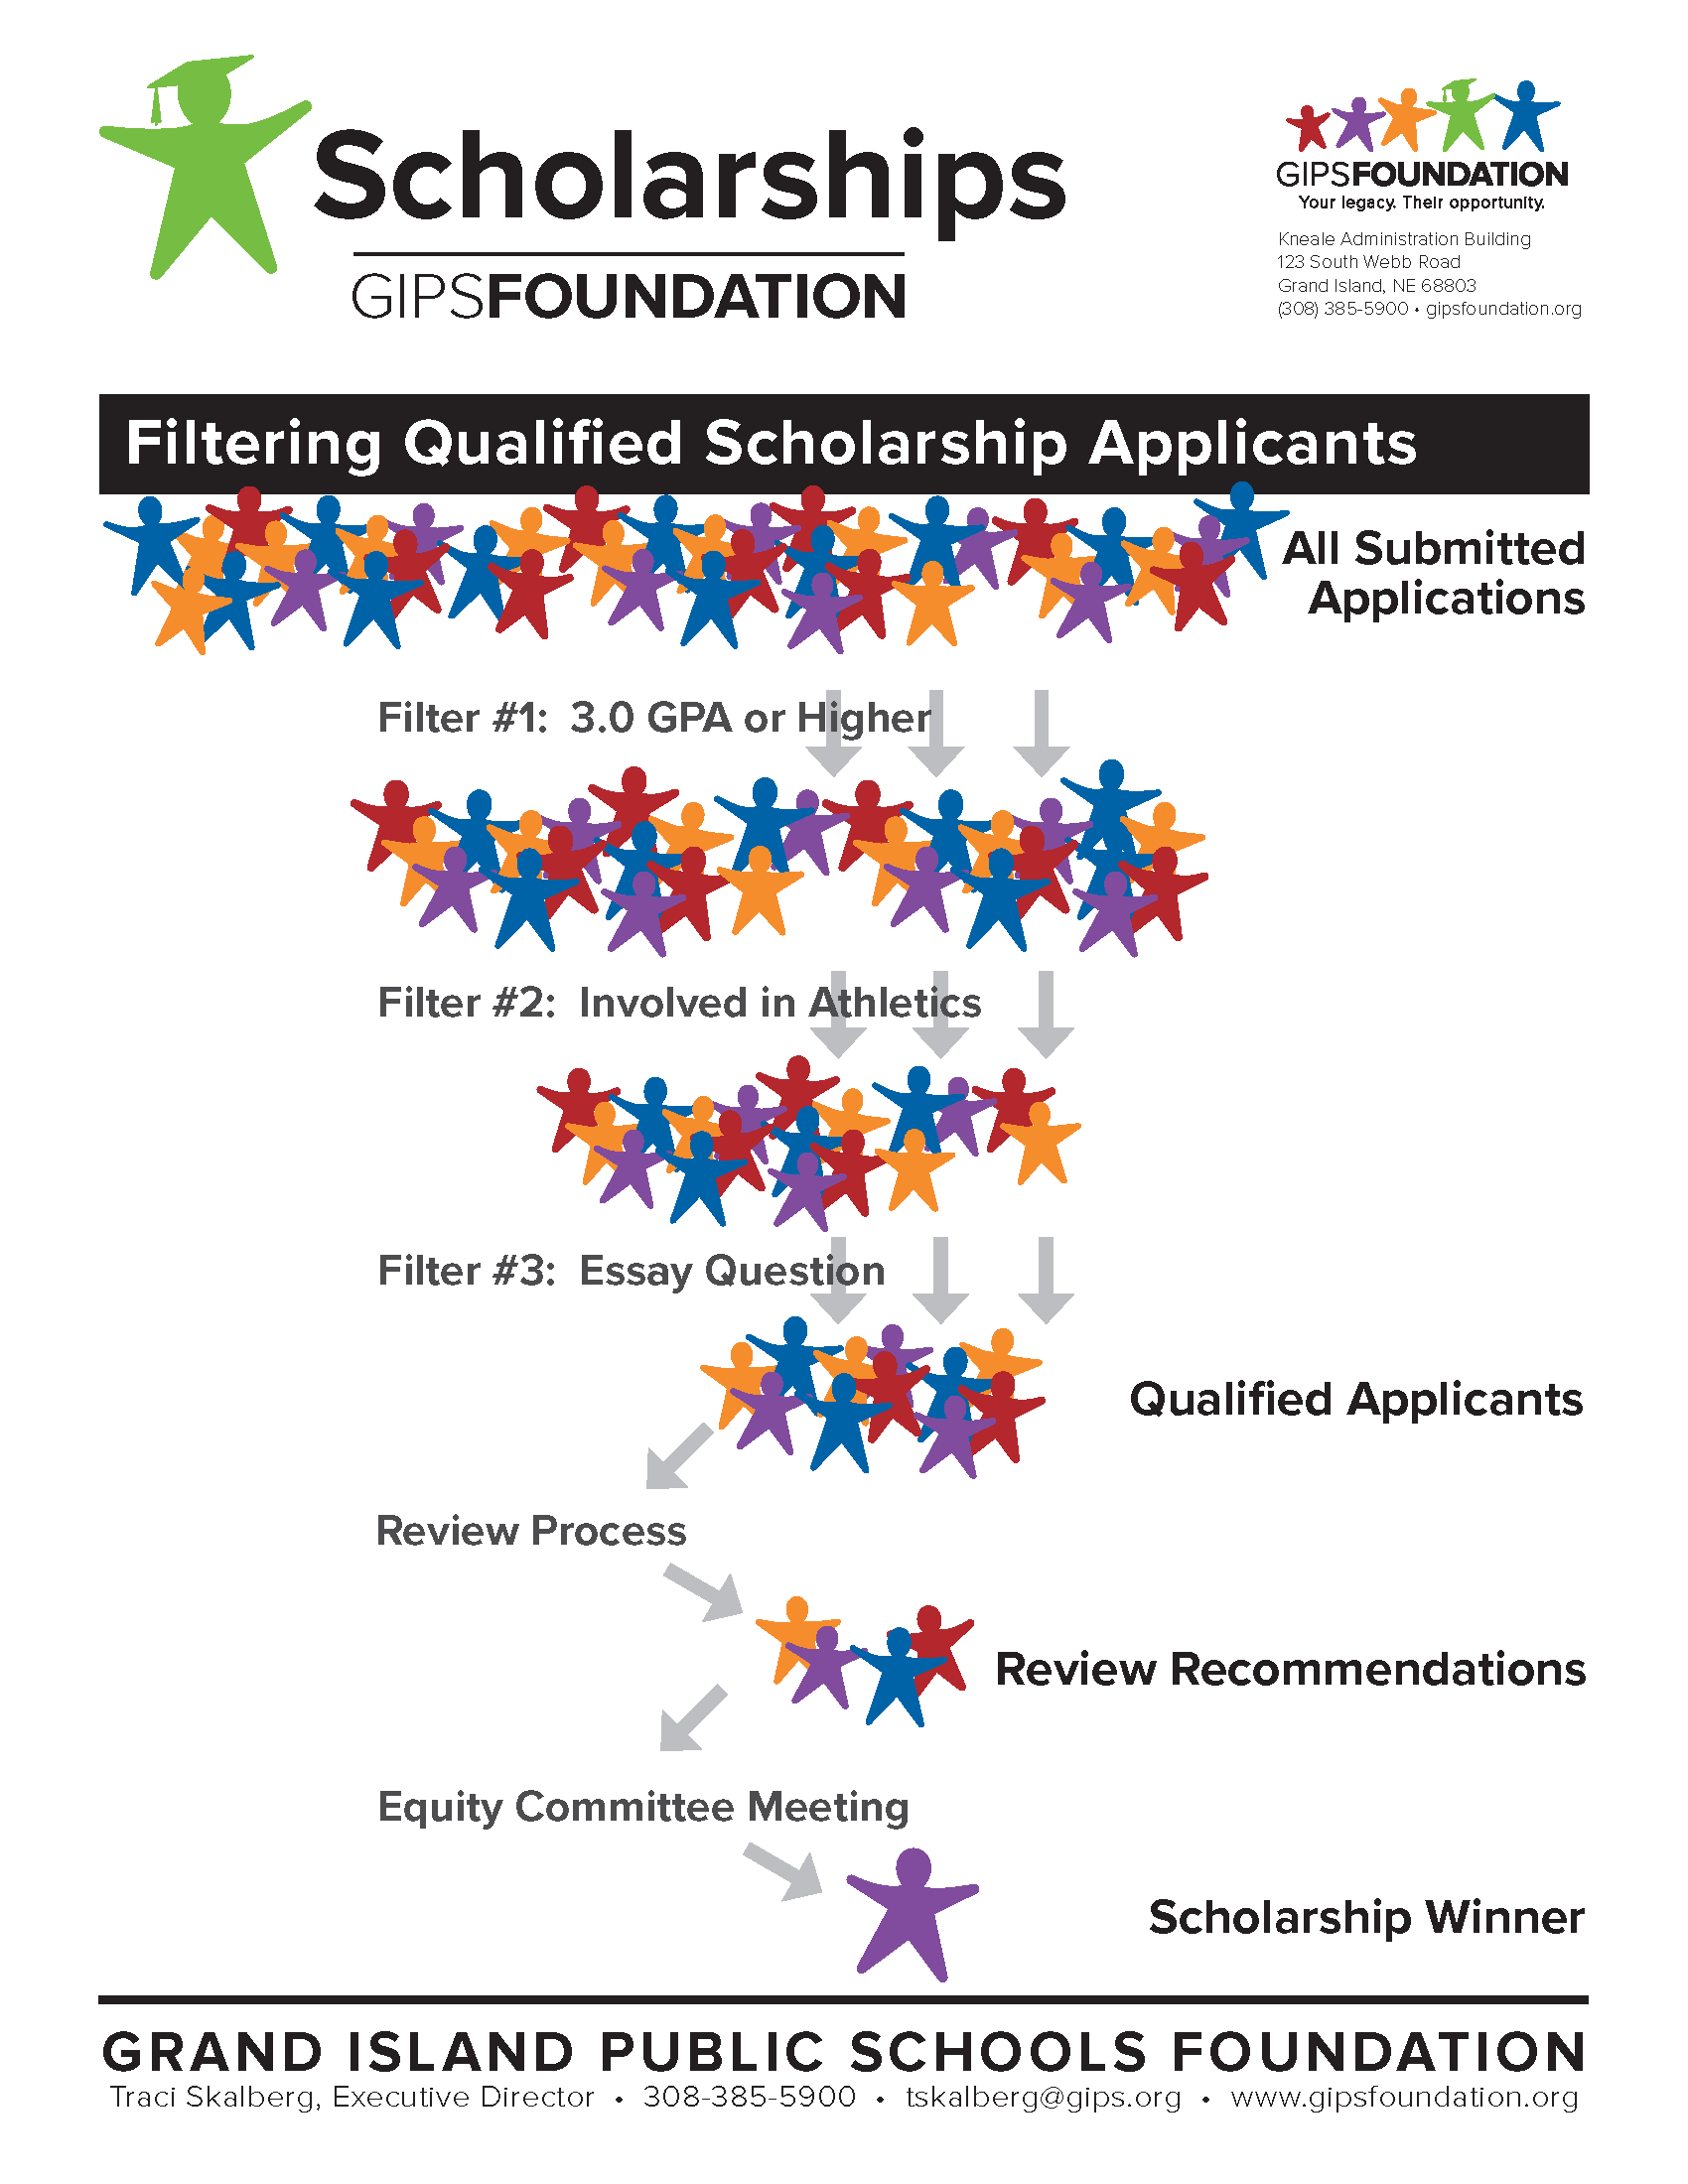 Scholarships
GIPSFOUNDATION
GIPSFOUNDATION
Your legacy. Their opportunity.
Kneale Administration Building
123 South Webb Road
Grand Island, NE 68803
(308) 385-5900 • gipsfoundation.org
Filtering Qualified Scholarship Applicants
All Submitted
Applications
Filter #1: 3.0 GPA or Higher
Filter #2: Involved in Athletics
Filter #3: Essay Question
Qualified Applicants
Review Process
Review Recommendations
Equity Committee Meeting
Scholarship Winner
GRAND ISLAND PUBLIC SCHOOLS FOUNDATION
Traci Skalberg, Executive Director • 308-385-5900 • tskalberg@gips.org • www.gipsfoundation.org